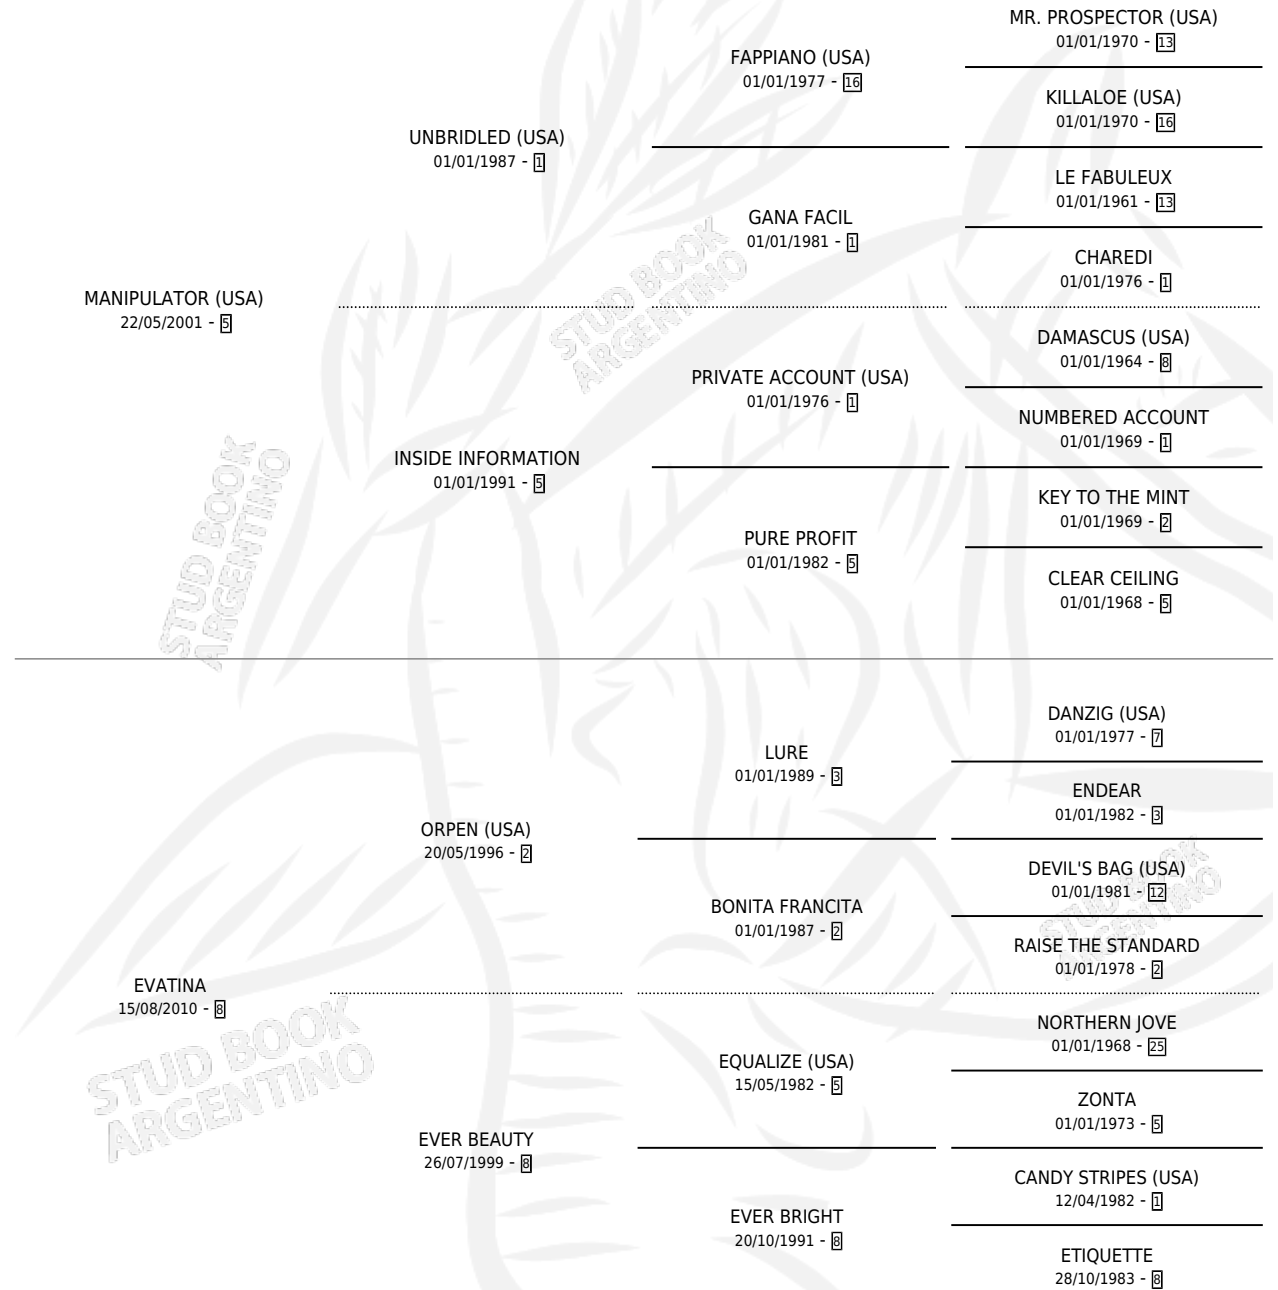 MR. PROSPECTOR (USA)
01/01/1970 - 13
FAPPIANO (USA)
01/01/1977 - 16
KILLALOE (USA)
01/01/1970 - 16
UNBRIDLED (USA)
01/01/1987 - 1
LE FABULEUX
01/01/1961 - 13
GANA FACIL
01/01/1981 - 1
CHAREDI
01/01/1976 - 1
MANIPULATOR (USA)
22/05/2001 - 5
DAMASCUS (USA)
01/01/1964 - 8
PRIVATE ACCOUNT (USA)
01/01/1976 - 1
NUMBERED ACCOUNT
01/01/1969 - 1
INSIDE INFORMATION
01/01/1991 - 5
KEY TO THE MINT
01/01/1969 - 2
PURE PROFIT
01/01/1982 - 5
CLEAR CEILING
01/01/1968 - 5
DANZIG (USA)
01/01/1977 - 7
LURE
01/01/1989 - 3
ENDEAR
01/01/1982 - 3
ORPEN (USA)
20/05/1996 - 2
DEVIL'S BAG (USA)
01/01/1981 - 12
BONITA FRANCITA
01/01/1987 - 2
RAISE THE STANDARD
01/01/1978 - 2
EVATINA
15/08/2010 - 8
NORTHERN JOVE
01/01/1968 - 25
EQUALIZE (USA)
15/05/1982 - 5
ZONTA
01/01/1973 - 5
EVER BEAUTY
26/07/1999 - 8
CANDY STRIPES (USA)
12/04/1982 - 1
EVER BRIGHT
20/10/1991 - 8
ETIQUETTE
28/10/1983 - 8
STUD BOOK
ARGENTINO
STUD BOOK
ARGENTINO
STUD BOOK
ARGENTINO
STUD BOOK
ARGENTINO